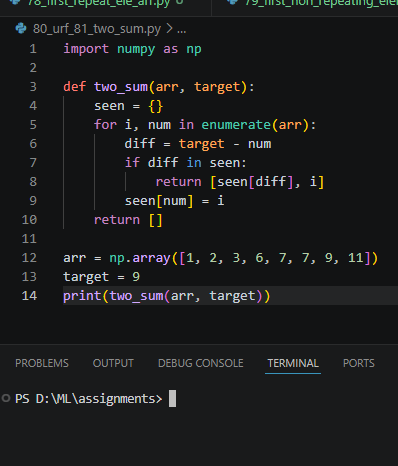 78_first_repeat_ele_arr.py
80_urf_81_two_sum.py > ...
1 import numpy as np
2
3 def two_sum(arr, target):
4     seen = {}
5     for i, num in enumerate(arr):
6         diff = target - num
7         if diff in seen:
8             return [seen[diff], i]
9         seen[num] = i
10     return []
11
12 arr = np.array([1, 2, 3, 6, 7, 7, 9, 11])
13 target = 9
14 print(two_sum(arr, target))
PROBLEMS OUTPUT DEBUG CONSOLE TERMINAL PORTS
PS D:\ML\assignments>